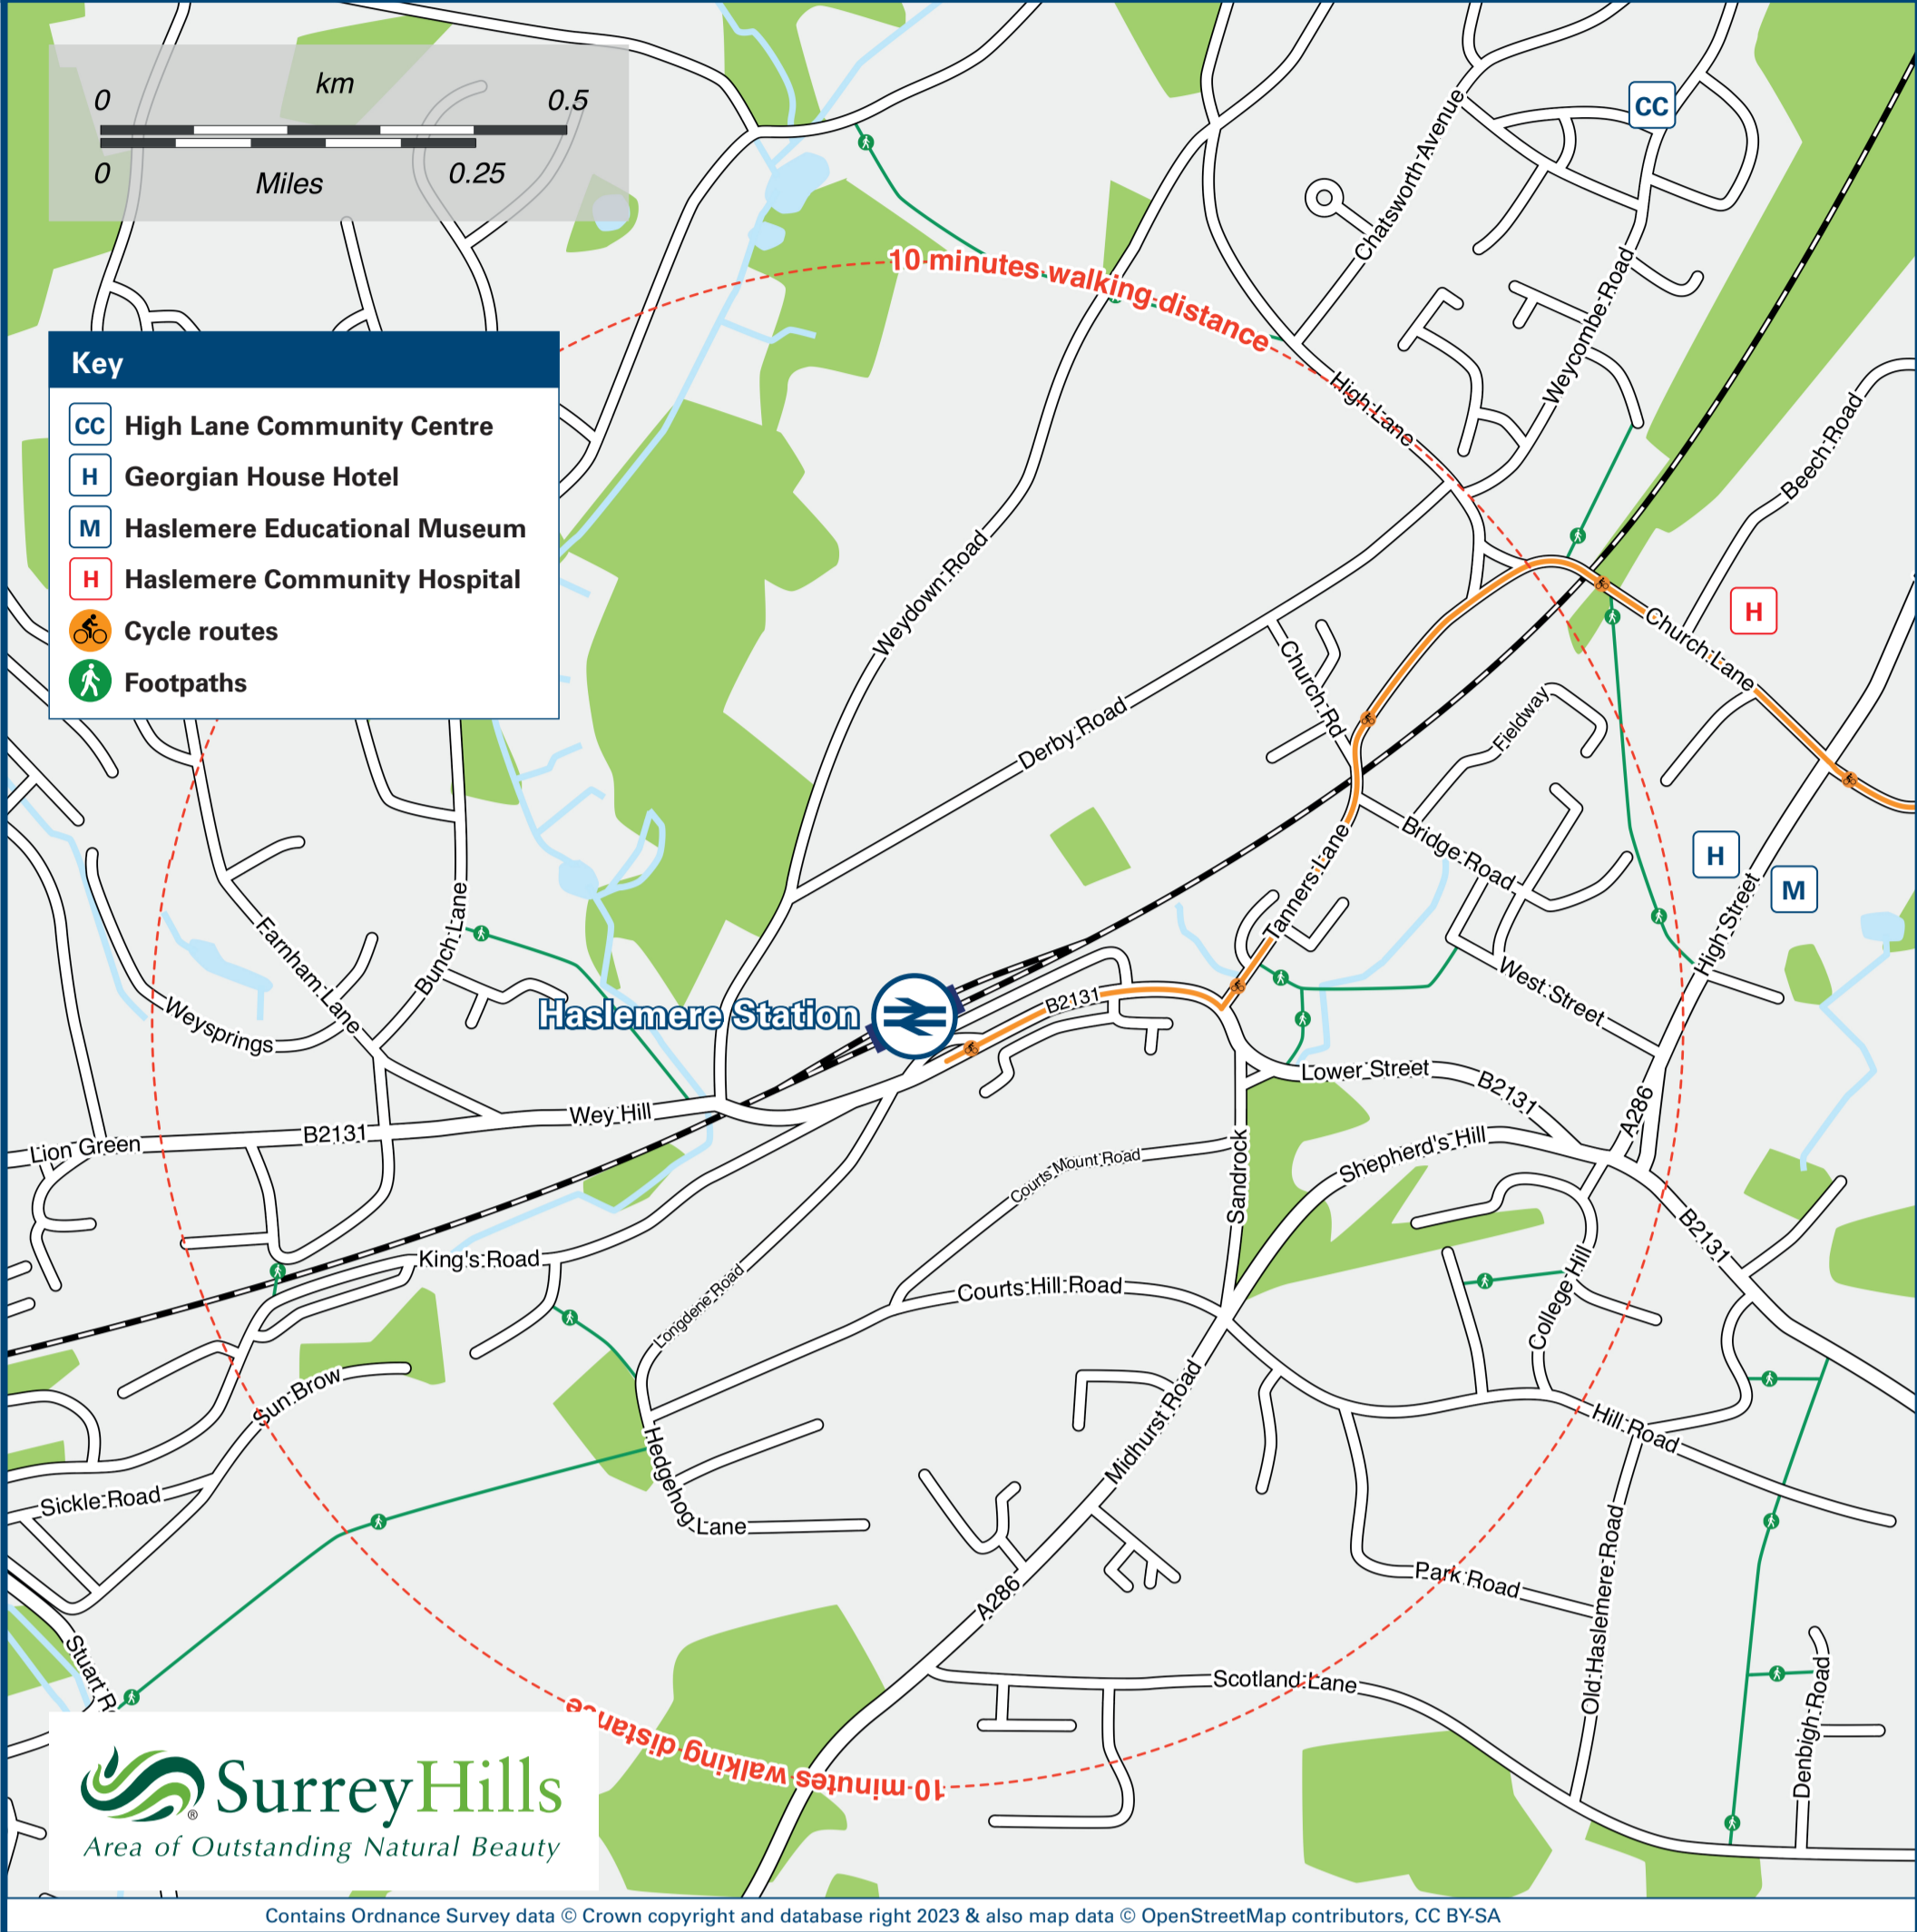 km
0
0.5
0
Miles
0.25
Key
CC High Lane Community Centre
H Georgian House Hotel
M Haslemere Educational Museum
H Haslemere Community Hospital
Cycle routes
Footpaths
CC
Chatsworth Avenue
10 minutes walking distance
Weycombe Road
High Lane
Beech Road
Weydown Road
H
Church Lane
Church Rd
Fieldway
Derby Road
Bridge Road
Tanners Lane
H
M
High Street
Farnham Lane
Bunch Lane
West Street
Weysprings
Haslemere Station
B2131
Lower Street
B2131
A286
Wey Hill
B2131
Lion Green
Shepherd's Hill
Courts Mount Road
Sandrock
B2131
King's Road
Courts Hill Road
College Hill
Longdene Road
Sun Brow
Midhurst Road
Hill Road
Hedgehog Lane
Sickle Road
Park Road
Old Haslemere Road
A286
Stuart R
Scotland Lane
Denbigh Road
10 minutes walking distance
SurreyHills
®
Area of Outstanding Natural Beauty
Contains Ordnance Survey data © Crown copyright and database right 2023 & also map data © OpenStreetMap contributors, CC BY-SA